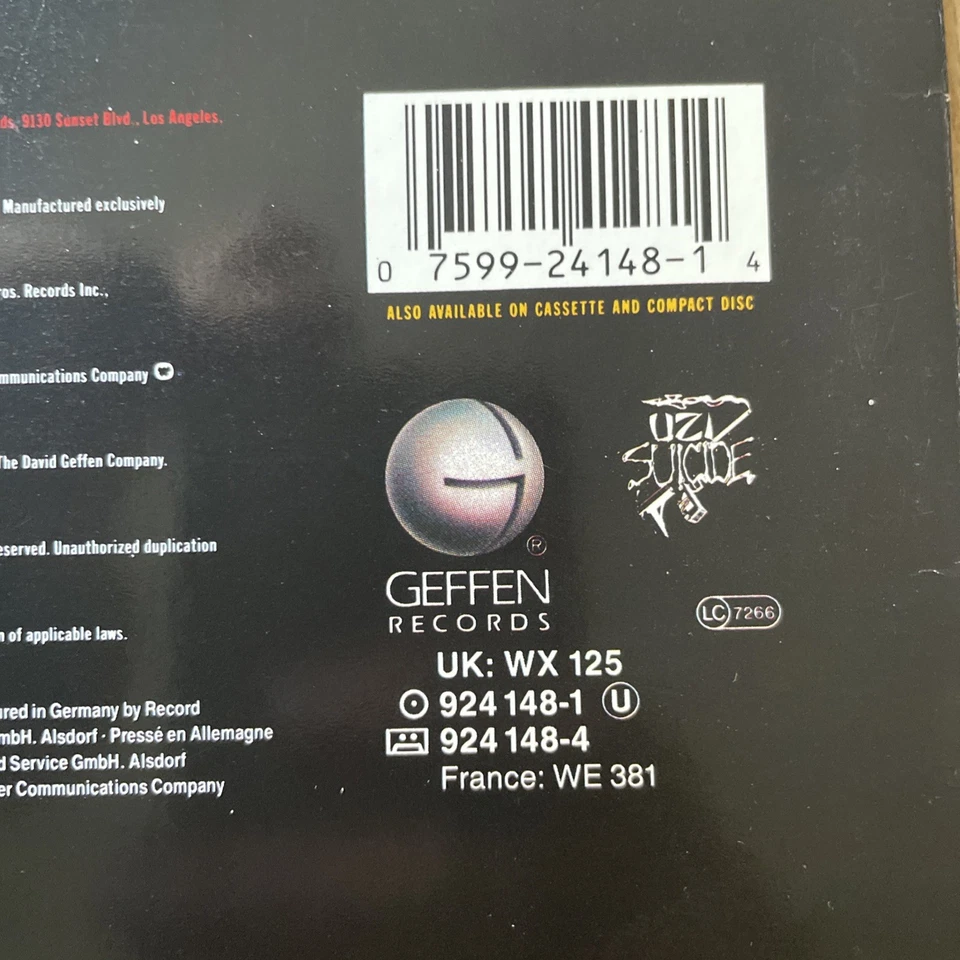 ds, 9130 Sunset Blvd., Los Angeles.
Manufactured exclusively
ros. Records Inc.,
mmunications Company
The David Geffen Company.
eserved. Unauthorized duplication
n of applicable laws.
ured in Germany by Record
mbH. Alsdorf · Pressé en Allemagne
d Service GmbH. Alsdorf
er Communications Company
0 7599-24148-1 4
ALSO AVAILABLE ON CASSETTE AND COMPACT DISC
UZI
SUICIDE
®
GEFFEN
RECORDS
LC 7266
UK: WX 125
924 148-1 U
924 148-4
France: WE 381